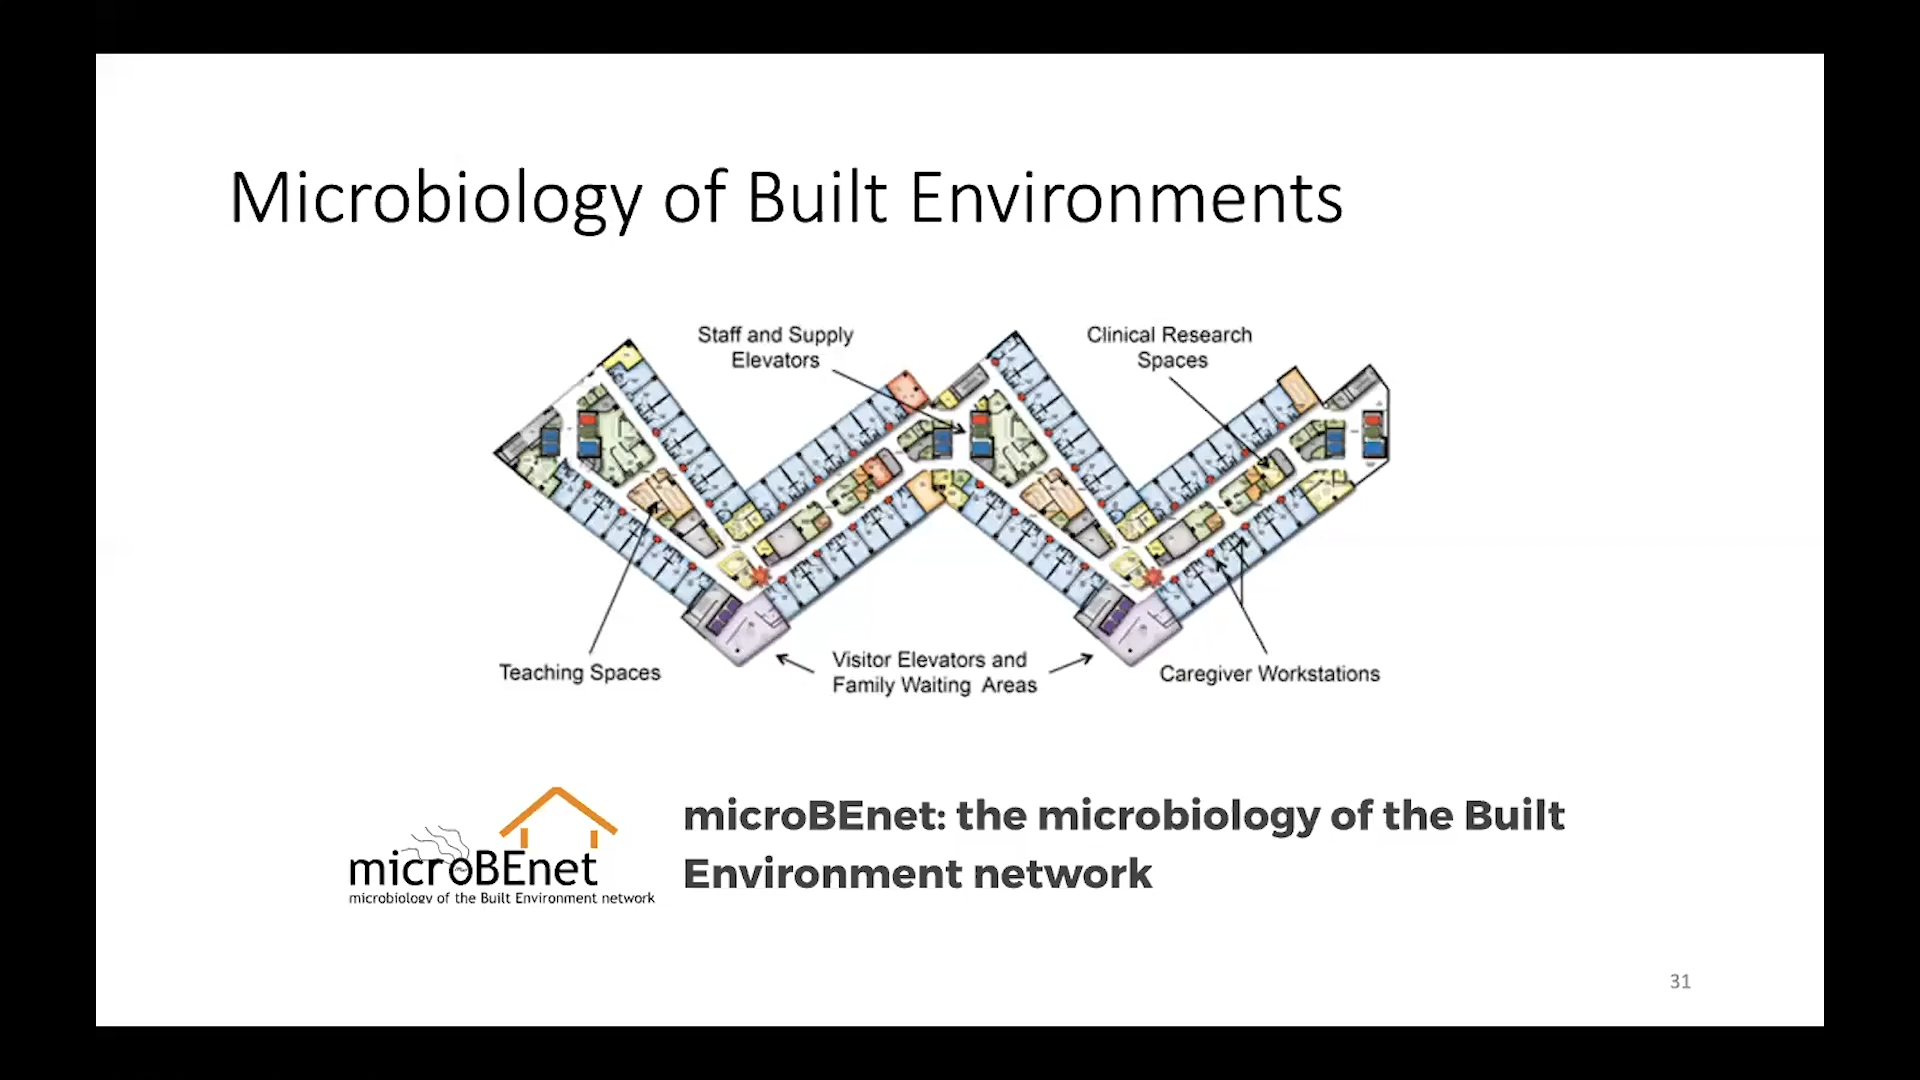 Microbiology of Built Environments
Staff and Supply
Elevators
Clinical Research
Spaces
Teaching Spaces
Visitor Elevators and
Family Waiting Areas
Caregiver Workstations
microBEnet
microbiology of the Built Environment network
microBEnet: the microbiology of the Built
Environment network
31